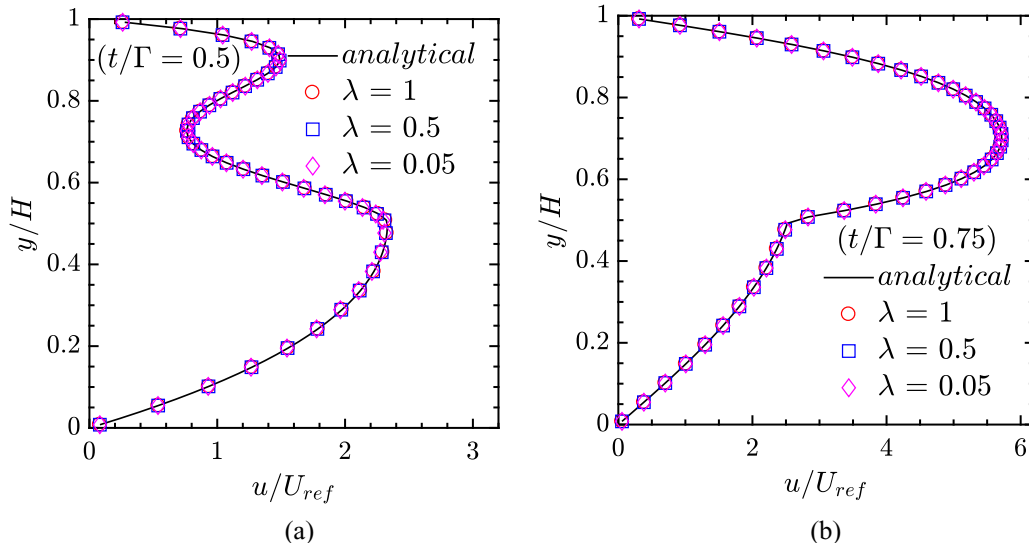 1
0.8
0.6
0.4
0.2
0
y/H
(t/Γ = 0.5)
analytical
λ = 1
λ = 0.5
λ = 0.05
0 1 2 3
u/U_ref
(a)
1
0.8
0.6
0.4
0.2
0
y/H
(t/Γ = 0.75)
analytical
λ = 1
λ = 0.5
λ = 0.05
0 2 4 6
u/U_ref
(b)